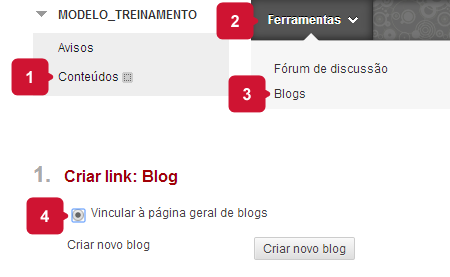 MODELO_TREINAMENTO
Avisos
1 Conteúdos
2 Ferramentas
Fórum de discussão
3 Blogs
1. Criar link: Blog
4 Vincular à página geral de blogs
Criar novo blog Criar novo blog